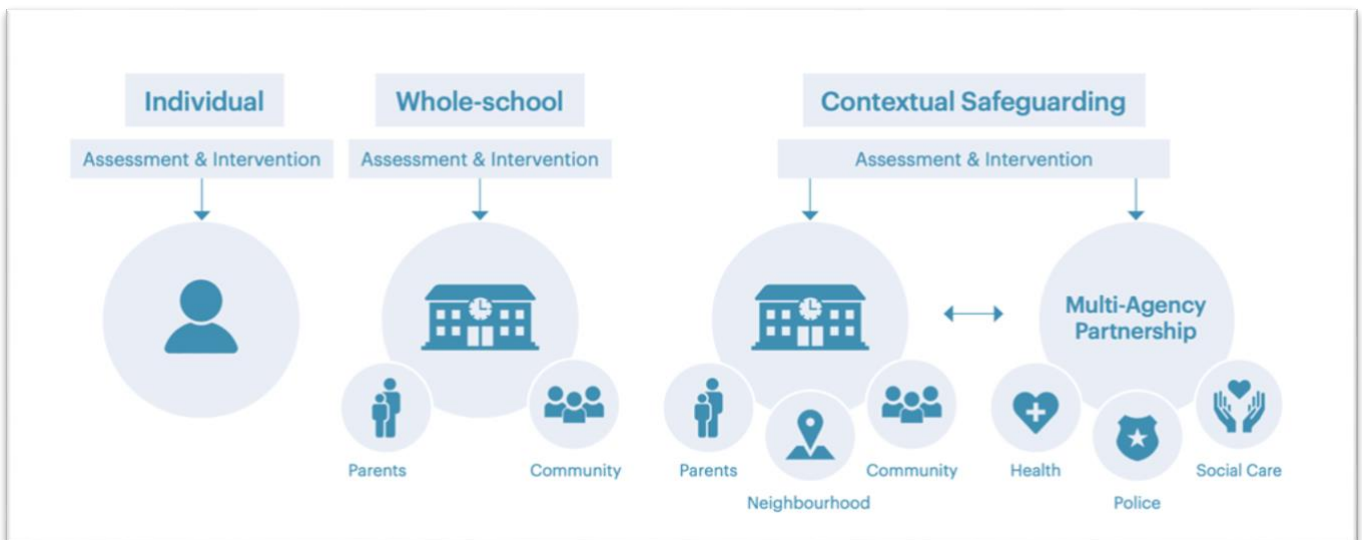 Individual
Whole-school
Contextual Safeguarding
Assessment & Intervention
Assessment & Intervention
Assessment & Intervention
Multi-Agency
Partnership
Parents
Community
Parents
Neighbourhood
Community
Health
Police
Social Care